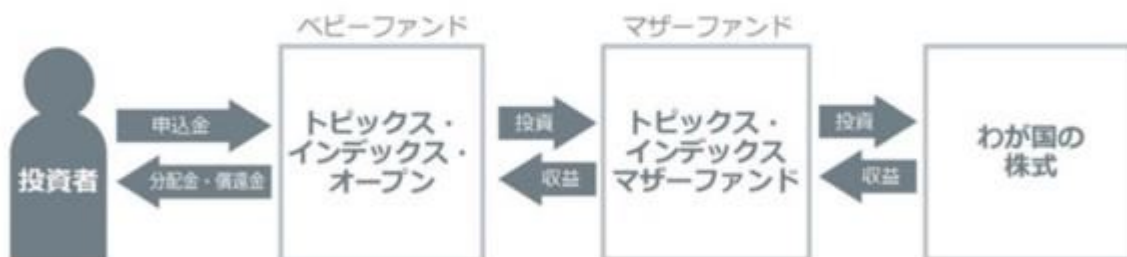 ベビーファンド
マザーファンド
投資者
申込金
分配金・償還金
トピックス・
インデックス・
オープン
投資
収益
トピックス・
インデックス
マザーファンド
投資
収益
わが国の
株式